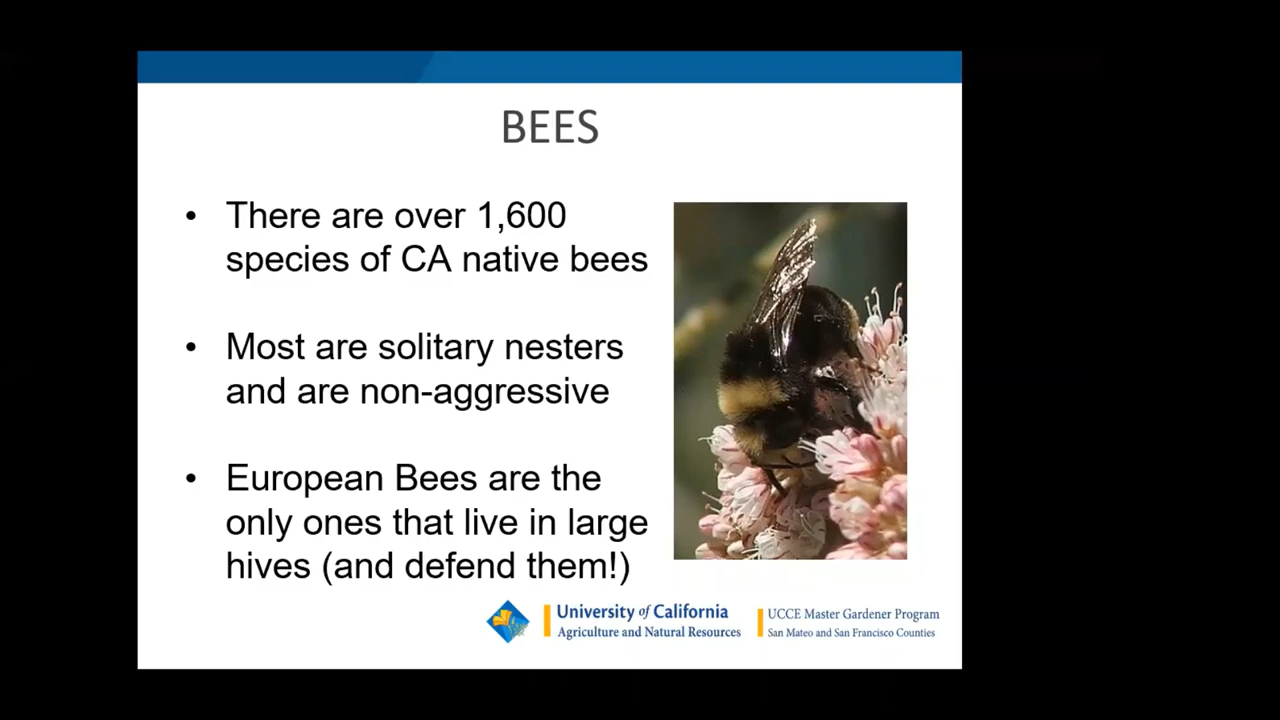 BEES
• There are over 1,600
species of CA native bees
• Most are solitary nesters
and are non-aggressive
• European Bees are the
only ones that live in large
hives (and defend them!)
University of California
Agriculture and Natural Resources
UCCE Master Gardener Program
San Mateo and San Francisco Counties